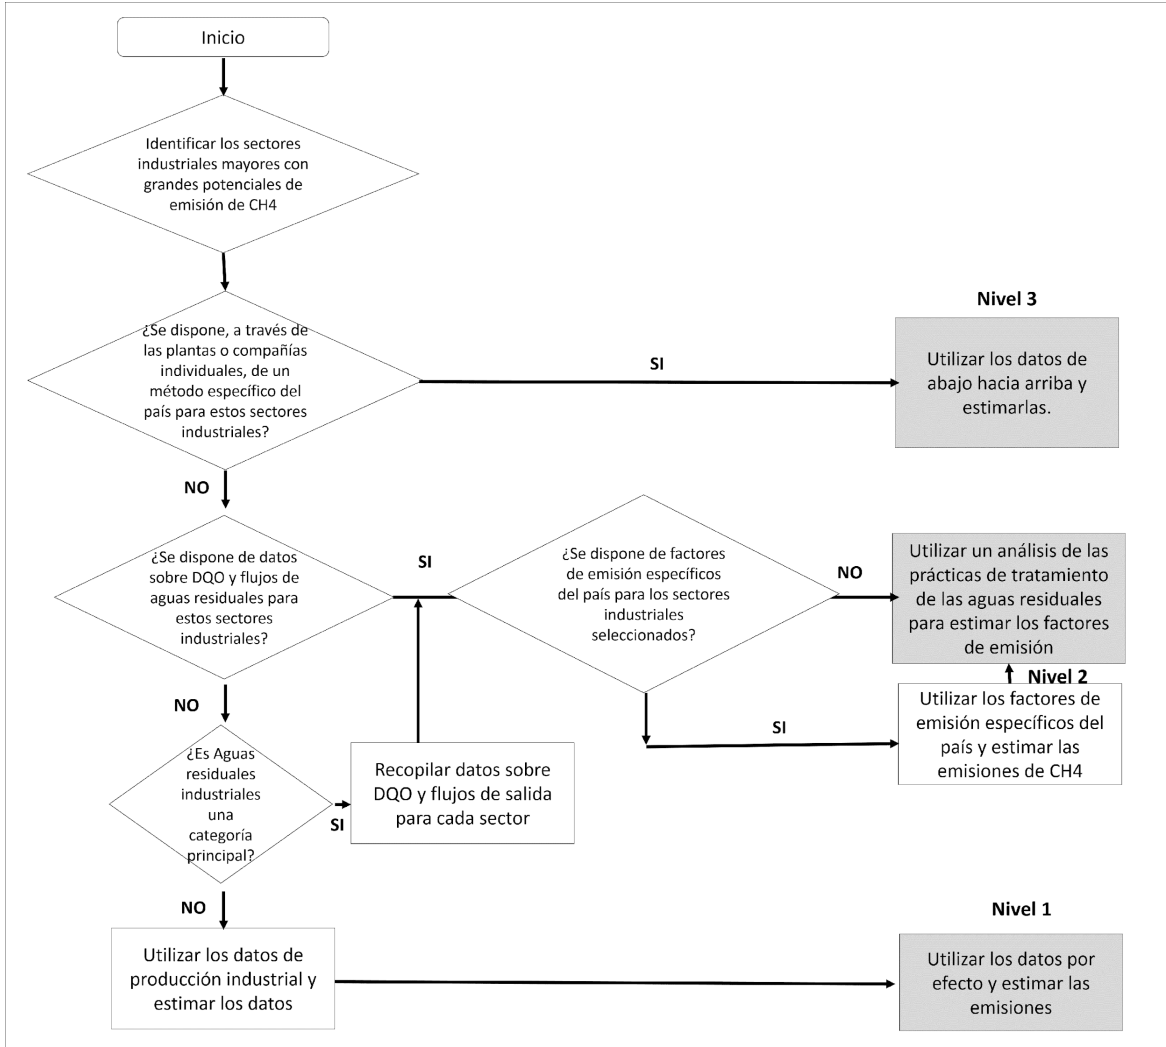 Inicio
Identificar los sectores
industriales mayores con
grandes potenciales de
emisión de CH4
¿Se dispone, a través de
las plantas o compañías
individuales, de un
método específico del
país para estos sectores
industriales?
SI
Nivel 3
Utilizar los datos de
abajo hacia arriba y
estimarlas.
NO
¿Se dispone de datos
sobre DQO y flujos de
aguas residuales para
estos sectores
industriales?
SI
¿Se dispone de factores
de emisión específicos
del país para los sectores
industriales
seleccionados?
NO
Utilizar un análisis de las
prácticas de tratamiento
de las aguas residuales
para estimar los factores
de emisión
Nivel 2
SI
Utilizar los factores de
emisión específicos del
país y estimar las
emisiones de CH4
NO
¿Es Aguas
residuales
industriales
una
categoría
principal?
SI
Recopilar datos sobre
DQO y flujos de salida
para cada sector
NO
Utilizar los datos de
producción industrial y
estimar los datos
Nivel 1
Utilizar los datos por
efecto y estimar las
emisiones